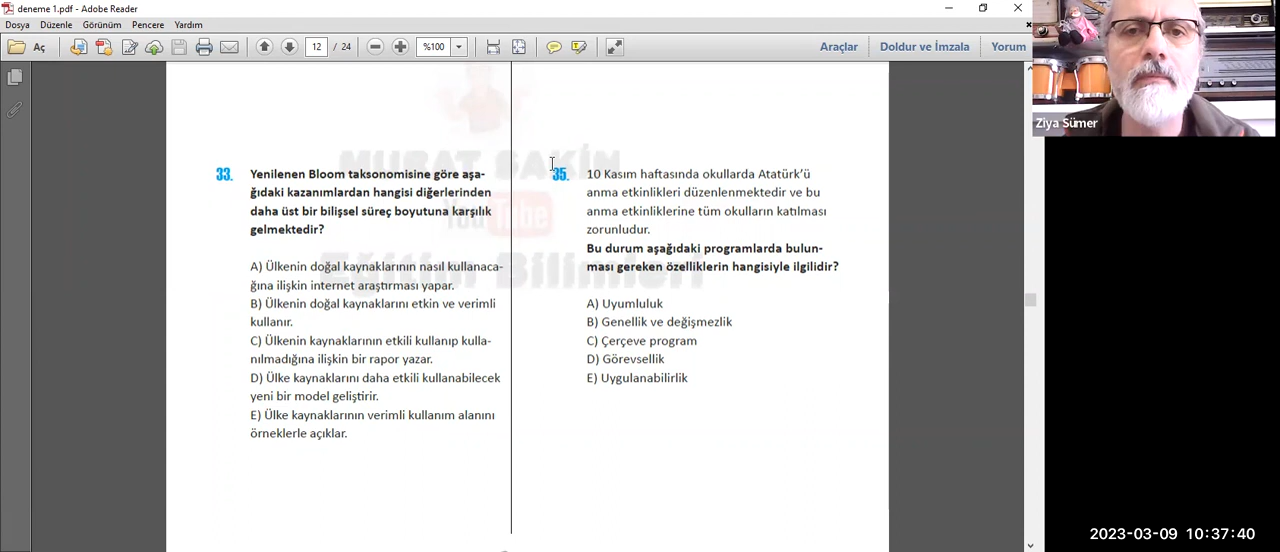 deneme 1.pdf - Adobe Reader
Dosya Düzenle Görünüm Pencere Yardım
Aç
12 / 24
%100
Araçlar
Doldur ve İmzala
Yorum
Ziya Sümer
MURAT SAKİN
YouTube
Eğitim Bilimleri
33. Yenilenen Bloom taksonomisine göre aşa-
ğıdaki kazanımlardan hangisi diğerlerinden
daha üst bir bilişsel süreç boyutuna karşılık
gelmektedir?
A) Ülkenin doğal kaynaklarının nasıl kullanaca-
ğına ilişkin internet araştırması yapar.
B) Ülkenin doğal kaynaklarını etkin ve verimli
kullanır.
C) Ülkenin kaynaklarının etkili kullanıp kulla-
nılmadığına ilişkin bir rapor yazar.
D) Ülke kaynaklarını daha etkili kullanabilecek
yeni bir model geliştirir.
E) Ülke kaynaklarının verimli kullanım alanını
örneklerle açıklar.
35. 10 Kasım haftasında okullarda Atatürk'ü
anma etkinlikleri düzenlenmektedir ve bu
anma etkinliklerine tüm okulların katılması
zorunludur.
Bu durum aşağıdaki programlarda bulun-
ması gereken özelliklerin hangisiyle ilgilidir?
A) Uyumluluk
B) Genellik ve değişmezlik
C) Çerçeve program
D) Görevsellik
E) Uygulanabilirlik
2023-03-09 10:37:40